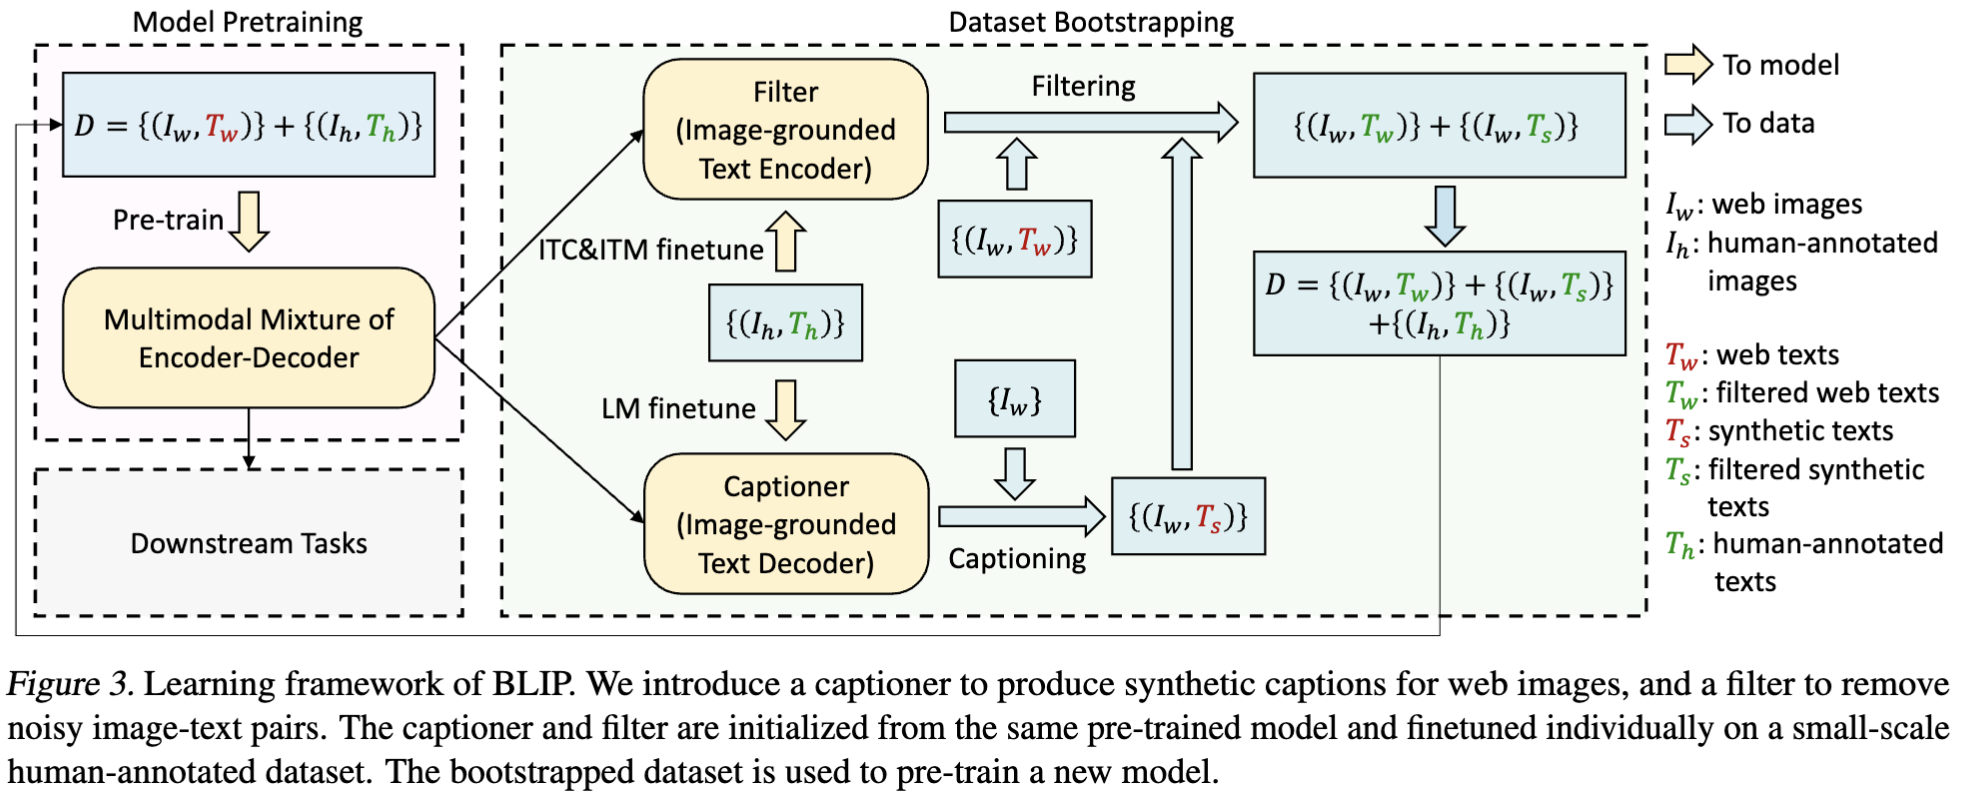 Model Pretraining
Dataset Bootstrapping
D = {(I_w, T_w)} + {(I_h, T_h)}
Pre-train
Multimodal Mixture of
Encoder-Decoder
Downstream Tasks
Filter
(Image-grounded
Text Encoder)
ITC&ITM finetune
{(I_h, T_h)}
LM finetune
Captioner
(Image-grounded
Text Decoder)
Filtering
{(I_w, T_w)}
{I_w}
Captioning
{(I_w, T_s)}
{(I_w, T_w)} + {(I_w, T_s)}
D = {(I_w, T_w)} + {(I_w, T_s)}
+{(I_h, T_h)}
To model
To data
I_w: web images
I_h: human-annotated
images
T_w: web texts
T_w: filtered web texts
T_s: synthetic texts
T_s: filtered synthetic
texts
T_h: human-annotated
texts
Figure 3. Learning framework of BLIP. We introduce a captioner to produce synthetic captions for web images, and a filter to remove
noisy image-text pairs. The captioner and filter are initialized from the same pre-trained model and finetuned individually on a small-scale
human-annotated dataset. The bootstrapped dataset is used to pre-train a new model.